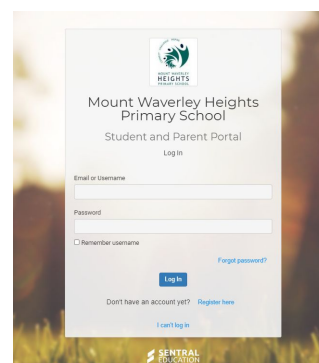 MOUNT WAVERLEY
HEIGHTS
PRIMARY SCHOOL
Mount Waverley Heights
Primary School
Student and Parent Portal
Log In
Email or Username
Password
Remember username
Forgot password?
Log In
Don't have an account yet? Register here
I can't log in
SENTRAL
EDUCATION